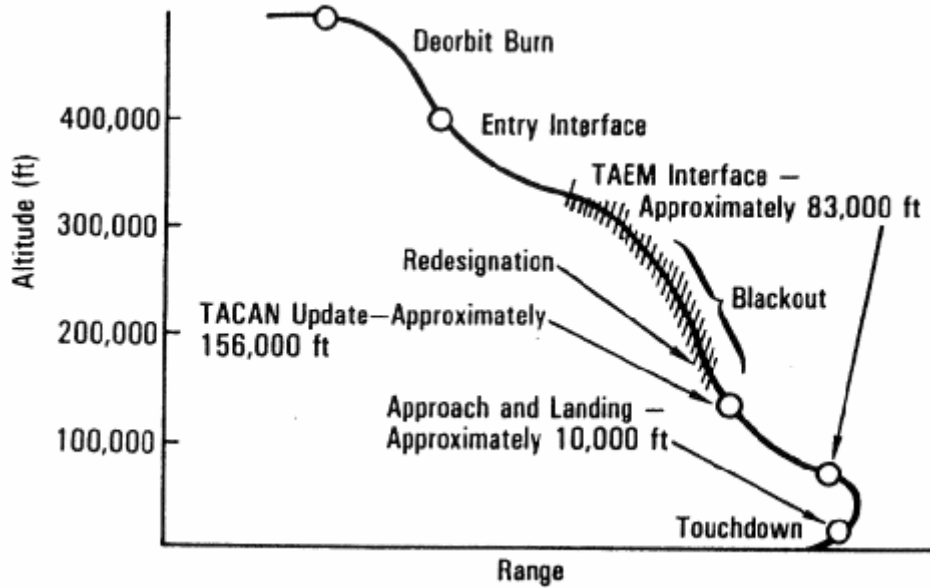 Deorbit Burn
400,000
Entry Interface
TAEM Interface —
Approximately 83,000 ft
Altitude (ft)
300,000
Redesignation
Blackout
TACAN Update—Approximately
156,000 ft
200,000
Approach and Landing —
Approximately 10,000 ft
100,000
Touchdown
Range